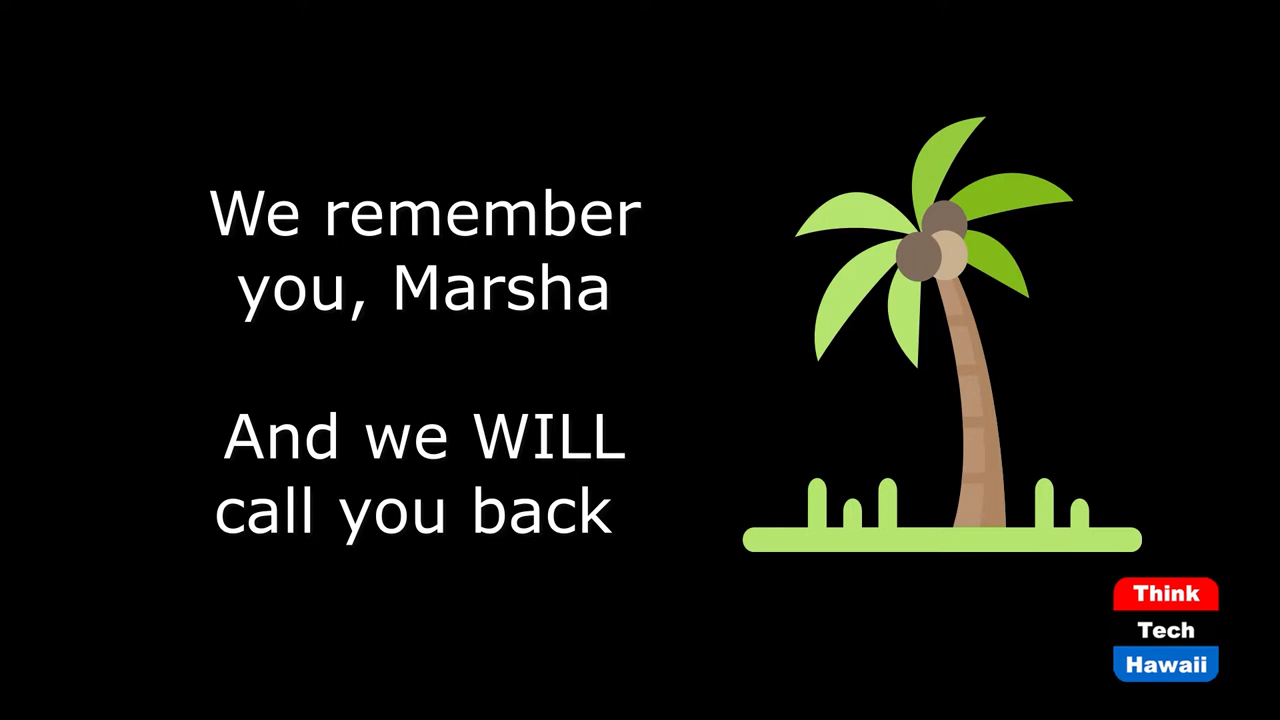 We remember
you, Marsha
And we WILL
call you back
Think
Tech
Hawaii